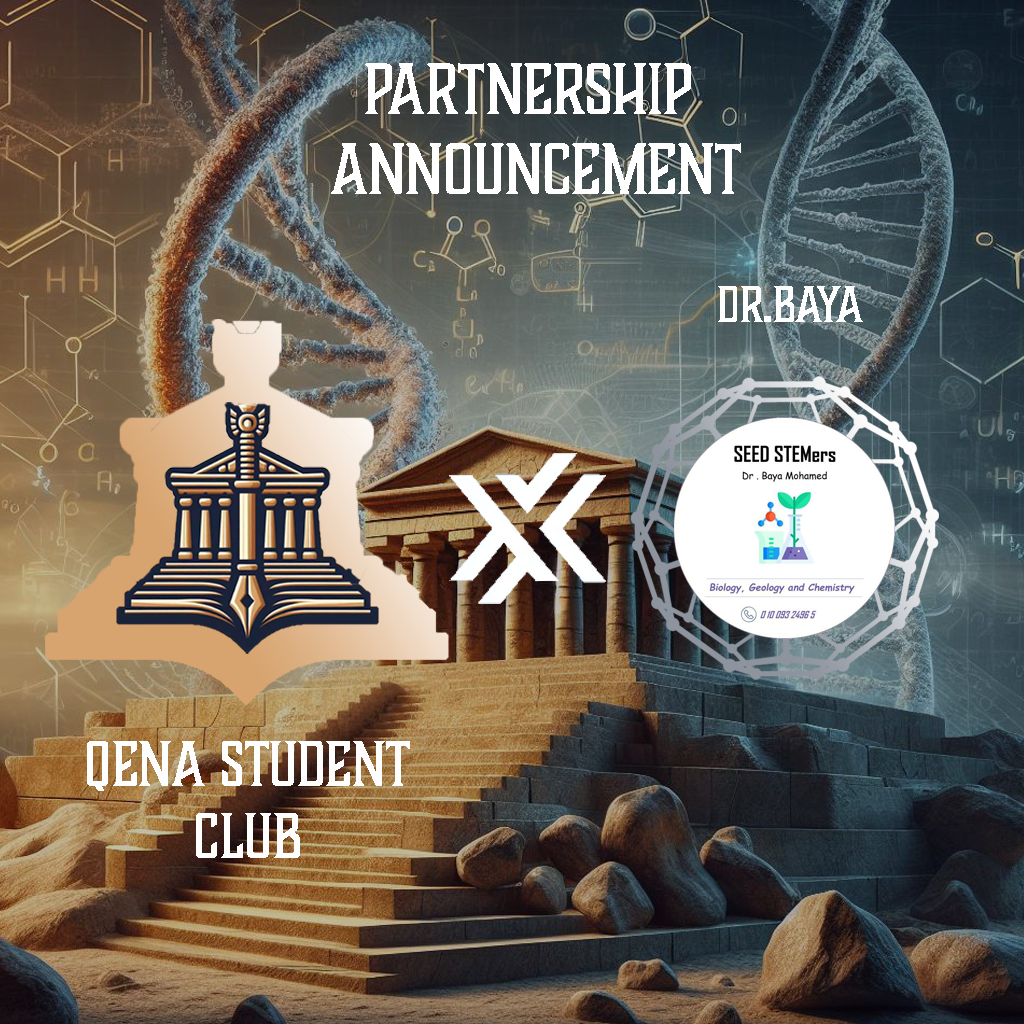 PARTNERSHIP
ANNOUNCEMENT
DR.BAYA
SEED STEMers
Dr . Baya Mohamed
Biology, Geology and Chemistry
0 10 093 2496 5
QENA STUDENT
CLUB